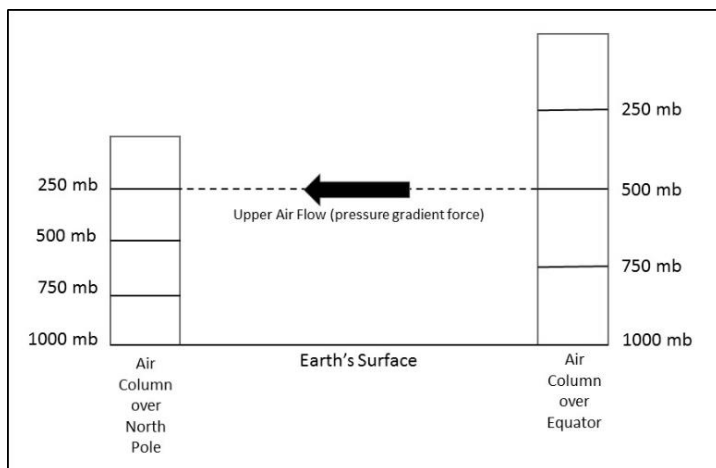 250 mb
250 mb
500 mb
Upper Air Flow (pressure gradient force)
500 mb
750 mb
750 mb
1000 mb
1000 mb
Earth's Surface
Air
Column
over
North
Pole
Air
Column
over
Equator